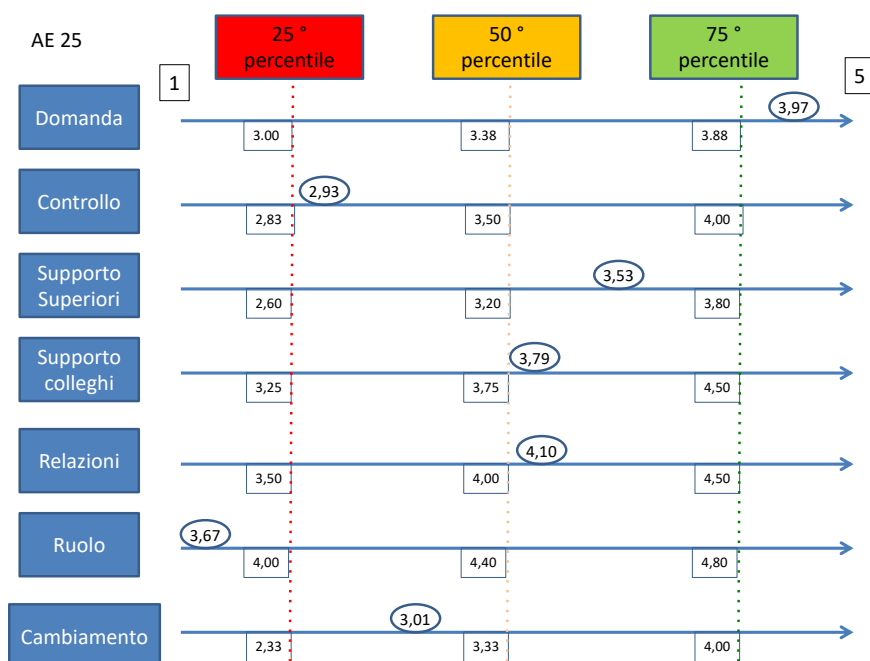 AE 25
25 °
percentile
50 °
percentile
75 °
percentile
1
5
Domanda
3,97
3.00
3.38
3.88
Controllo
2,93
2,83
3,50
4,00
Supporto
Superiori
3,53
2,60
3,20
3,80
Supporto
colleghi
3,79
3,25
3,75
4,50
Relazioni
4,10
3,50
4,00
4,50
Ruolo
3,67
4,00
4,40
4,80
Cambiamento
3,01
2,33
3,33
4,00